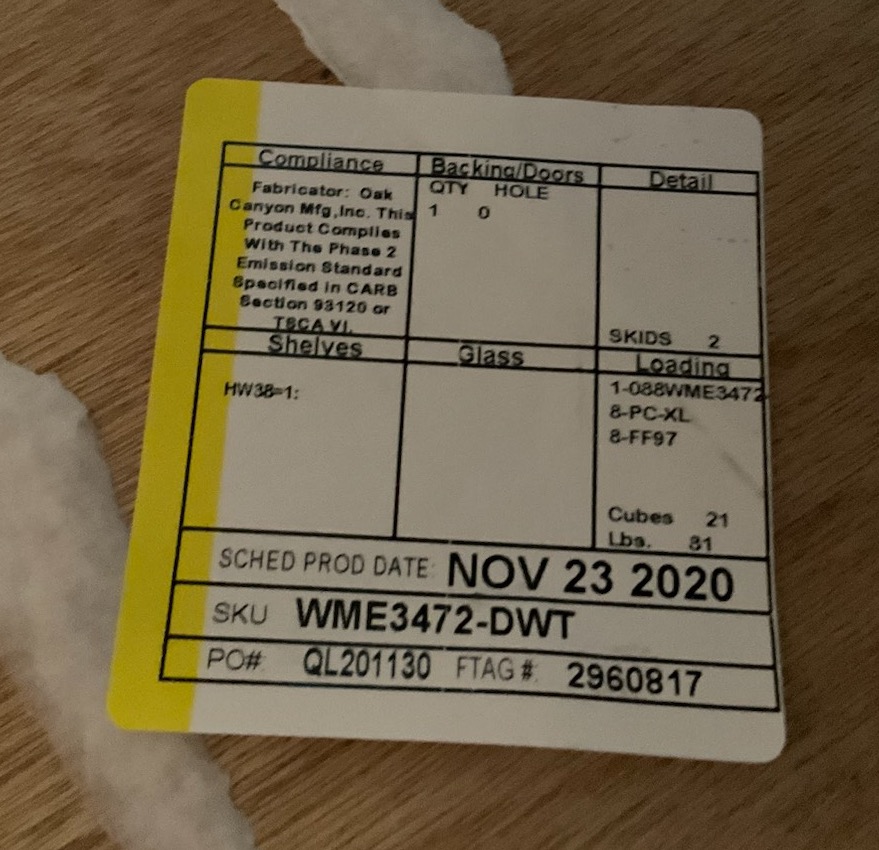 Compliance
Fabricator: Oak
Canyon Mfg,Inc. This
Product Complies
With The Phase 2
Emission Standard
Specified in CARB
Section 93120 or
TSCA VI.
Backing/Doors
QTY HOLE
1 0
Detail
SKIDS 2
Shelves
HW38=1:
Glass
Loading
1-088WME3472
8-PC-XL
8-FF97
Cubes 21
Lbs. 81
SCHED PROD DATE: NOV 23 2020
SKU WME3472-DWT
PO#: QL201130 FTAG #: 2960817